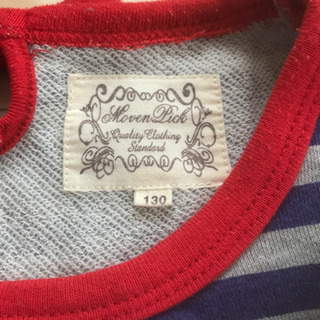 Moven Pick
Quality Clothing
Standard
130